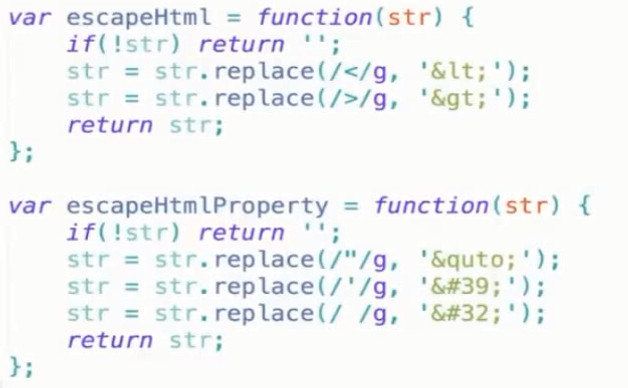 var escapeHtml = function(str) {
    if(!str) return '';
    str = str.replace(/</g, '&lt;');
    str = str.replace(/>/g, '&gt;');
    return str;
};

var escapeHtmlProperty = function(str) {
    if(!str) return '';
    str = str.replace(/"/g, '&quto;');
    str = str.replace(/'/g, '&#39;');
    str = str.replace(/ /g, '&#32;');
    return str;
};